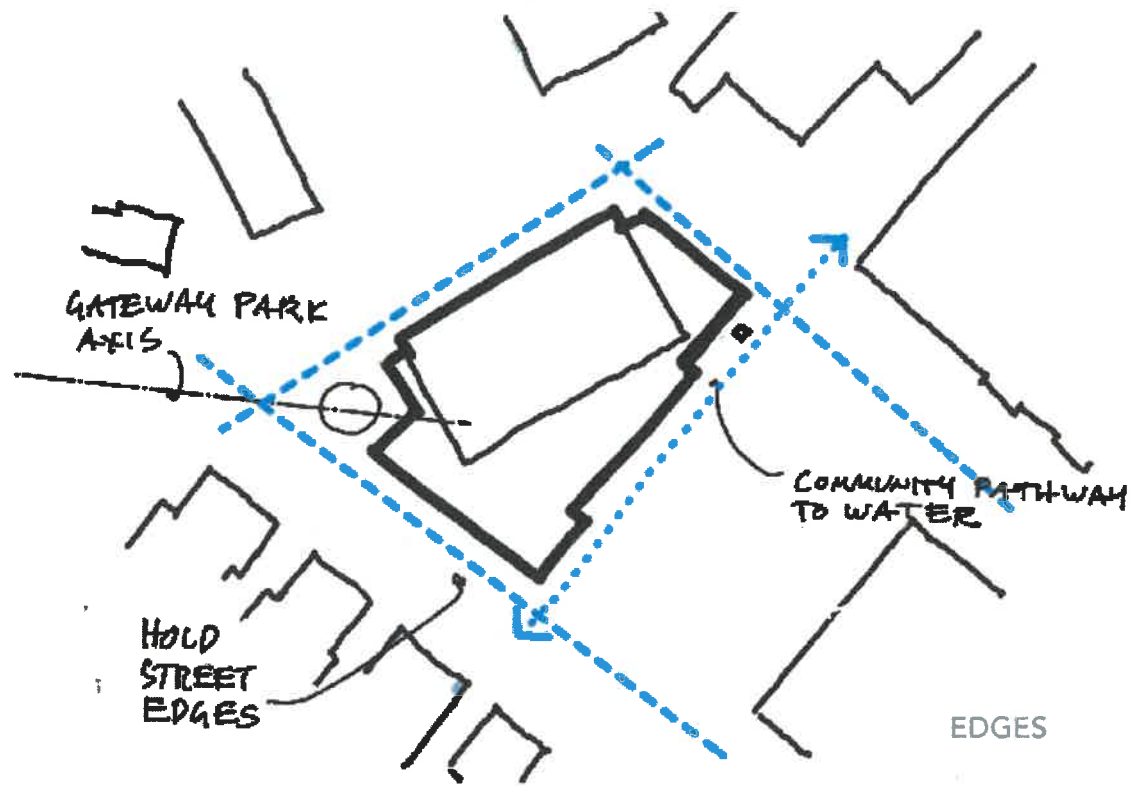 GATEWAY PARK
AXIS
COMMUNITY PATHWAY
TO WATER
HOLD
STREET
EDGES
EDGES